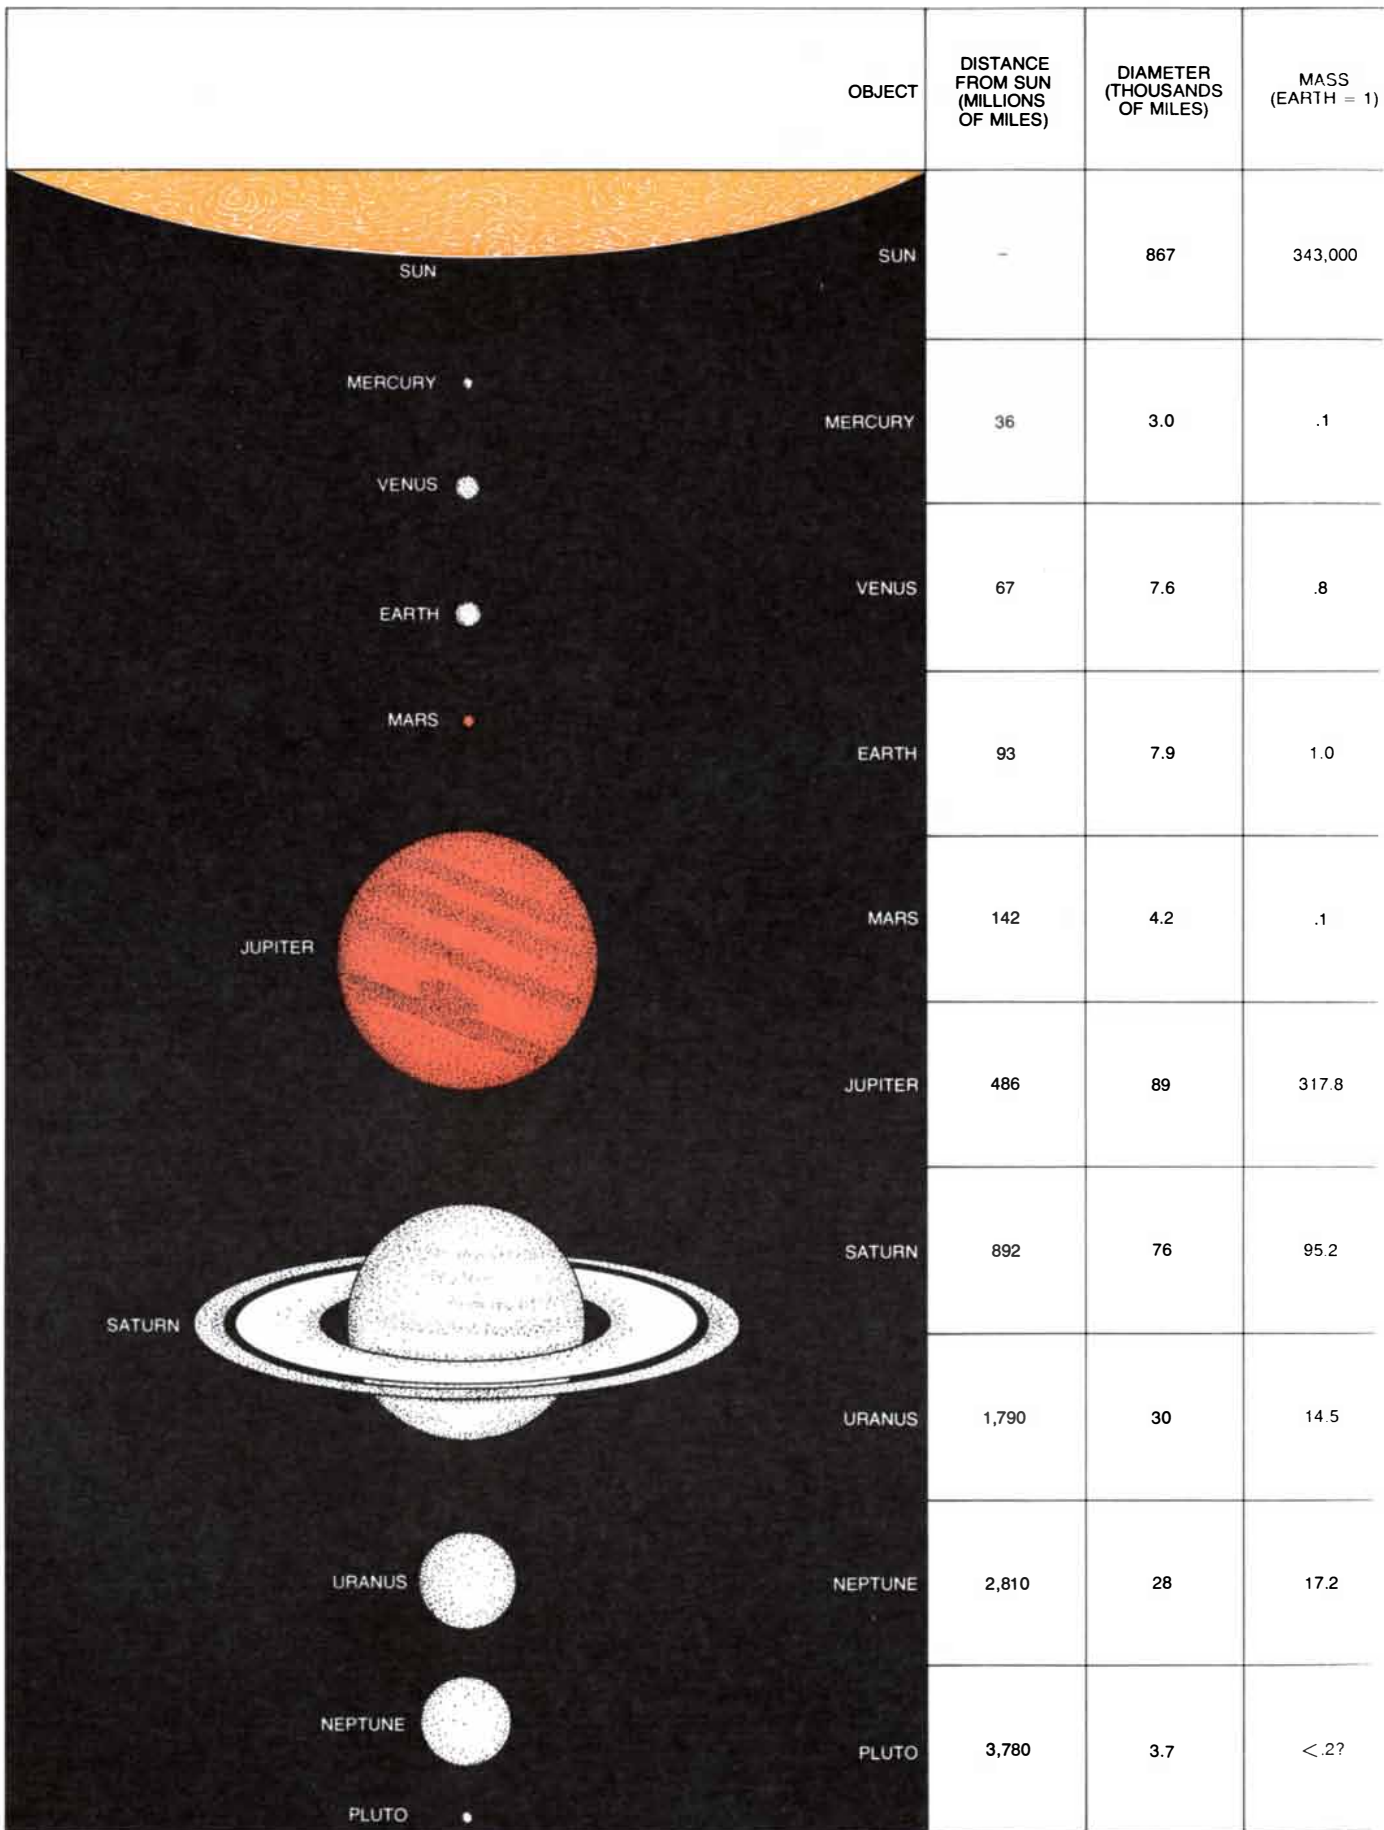 OBJECT
DISTANCE
FROM SUN
(MILLIONS
OF MILES)
DIAMETER
(THOUSANDS
OF MILES)
MASS
(EARTH = 1)
SUN
SUN – 867 343,000
MERCURY
MERCURY 36 3.0 .1
VENUS
VENUS 67 7.6 .8
EARTH
MARS
EARTH 93 7.9 1.0
MARS 142 4.2 .1
JUPITER
JUPITER 486 89 317.8
SATURN 892 76 95.2
SATURN
URANUS 1,790 30 14.5
URANUS
NEPTUNE 2,810 28 17.2
NEPTUNE
PLUTO 3,780 3.7 <.2?
PLUTO